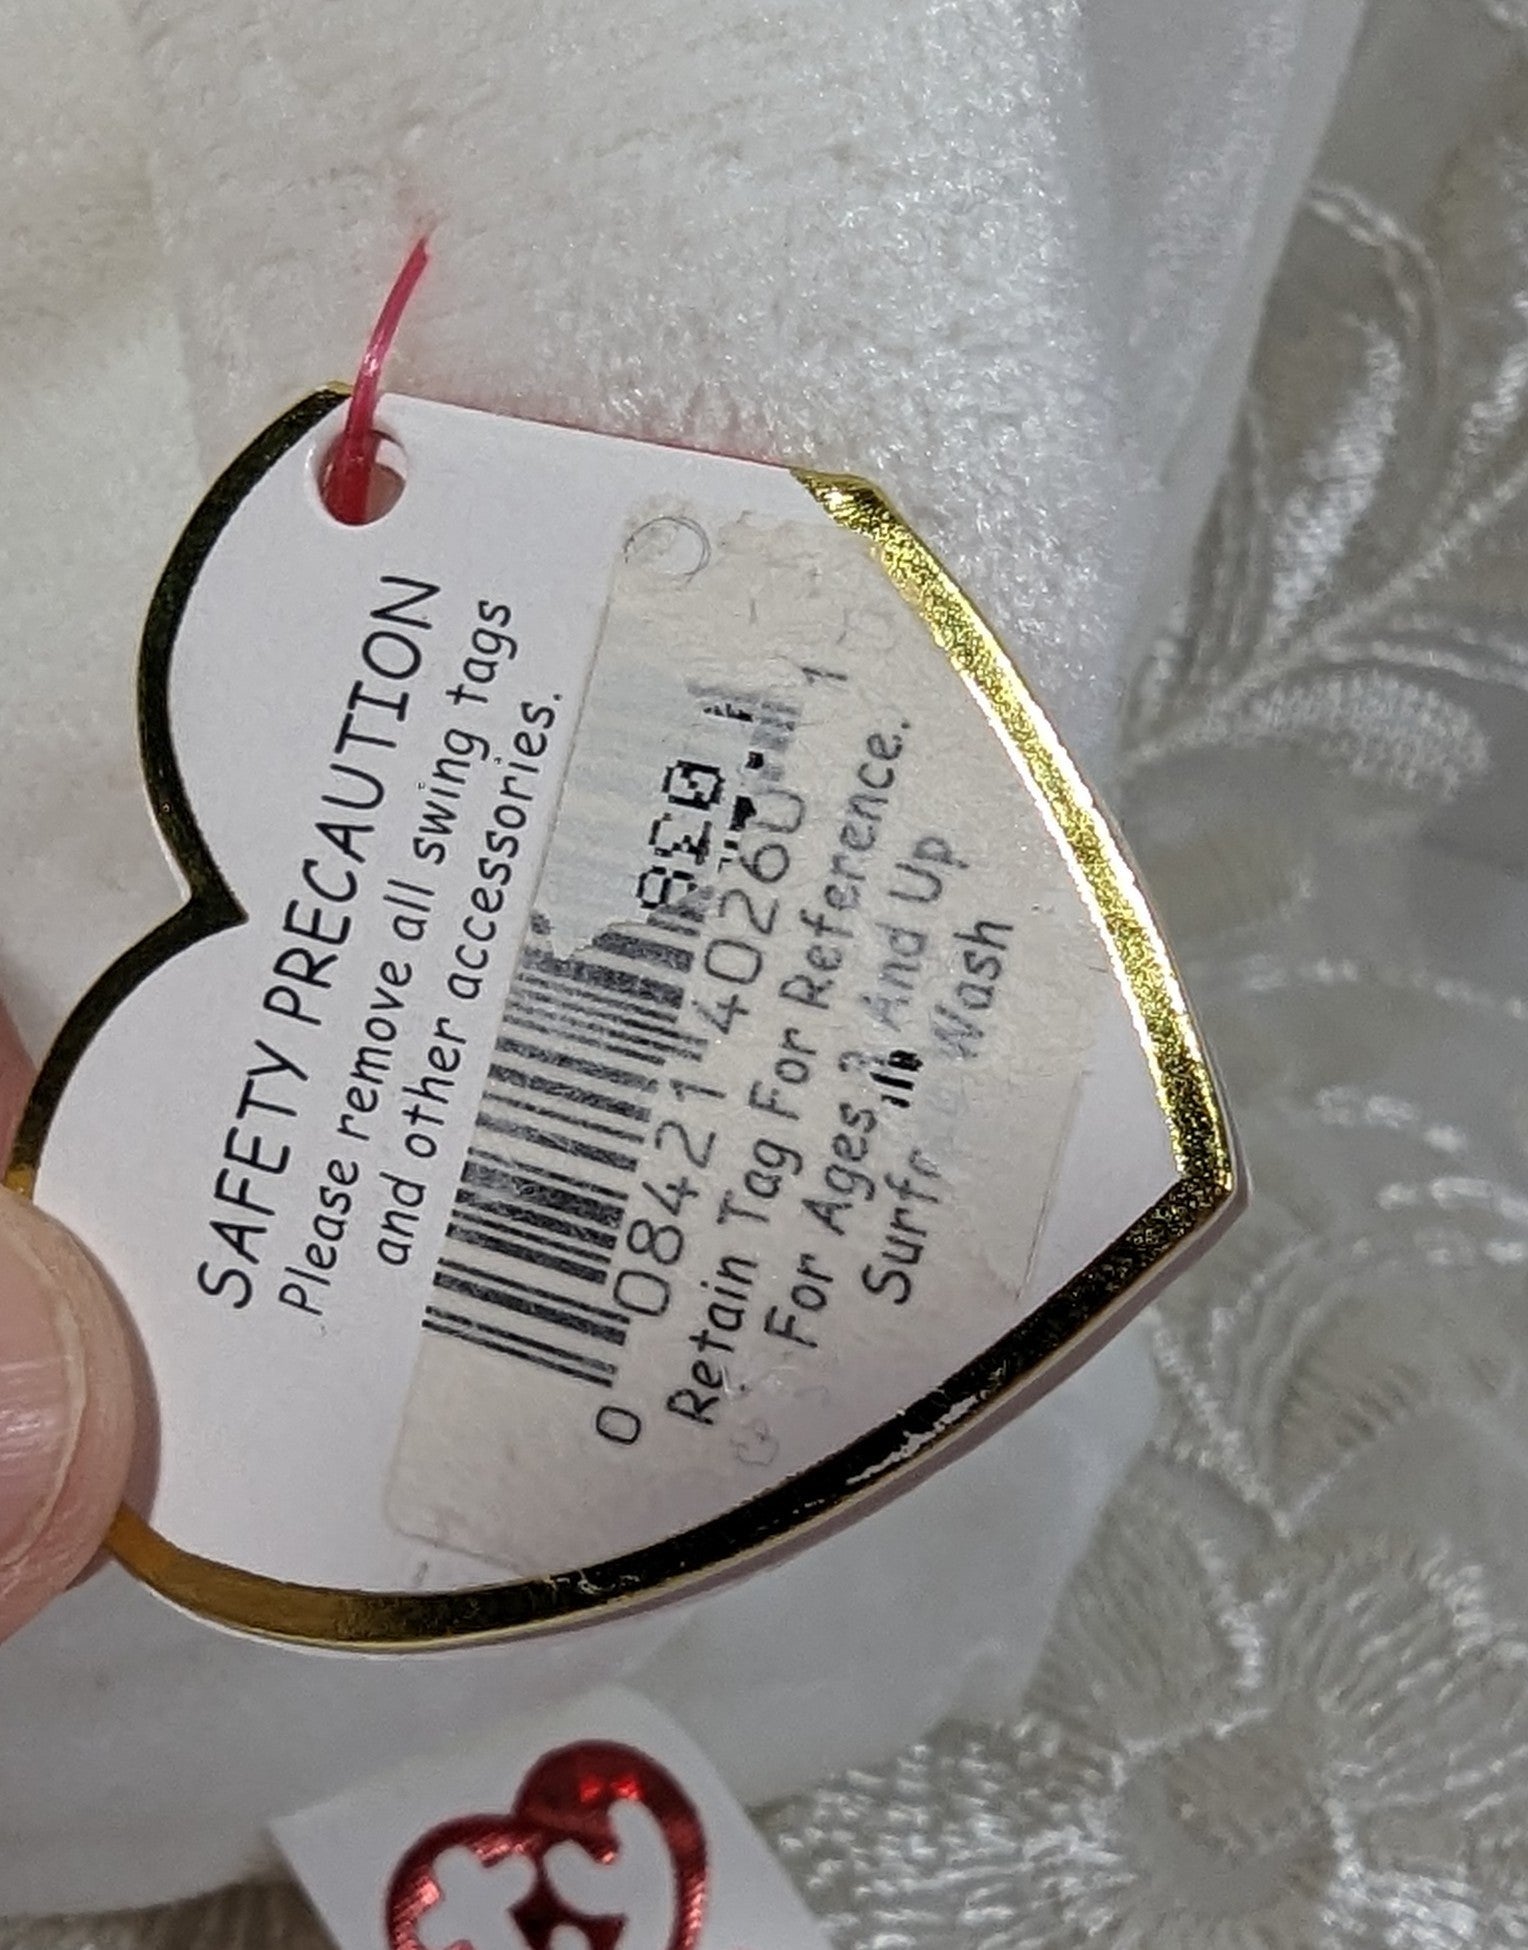 SAFETY PRECAUTION
Please remove all swing tags
and other accessories.
0 08421 40260 1
Retain Tag For Reference.
For Ages 3 And Up
Wash